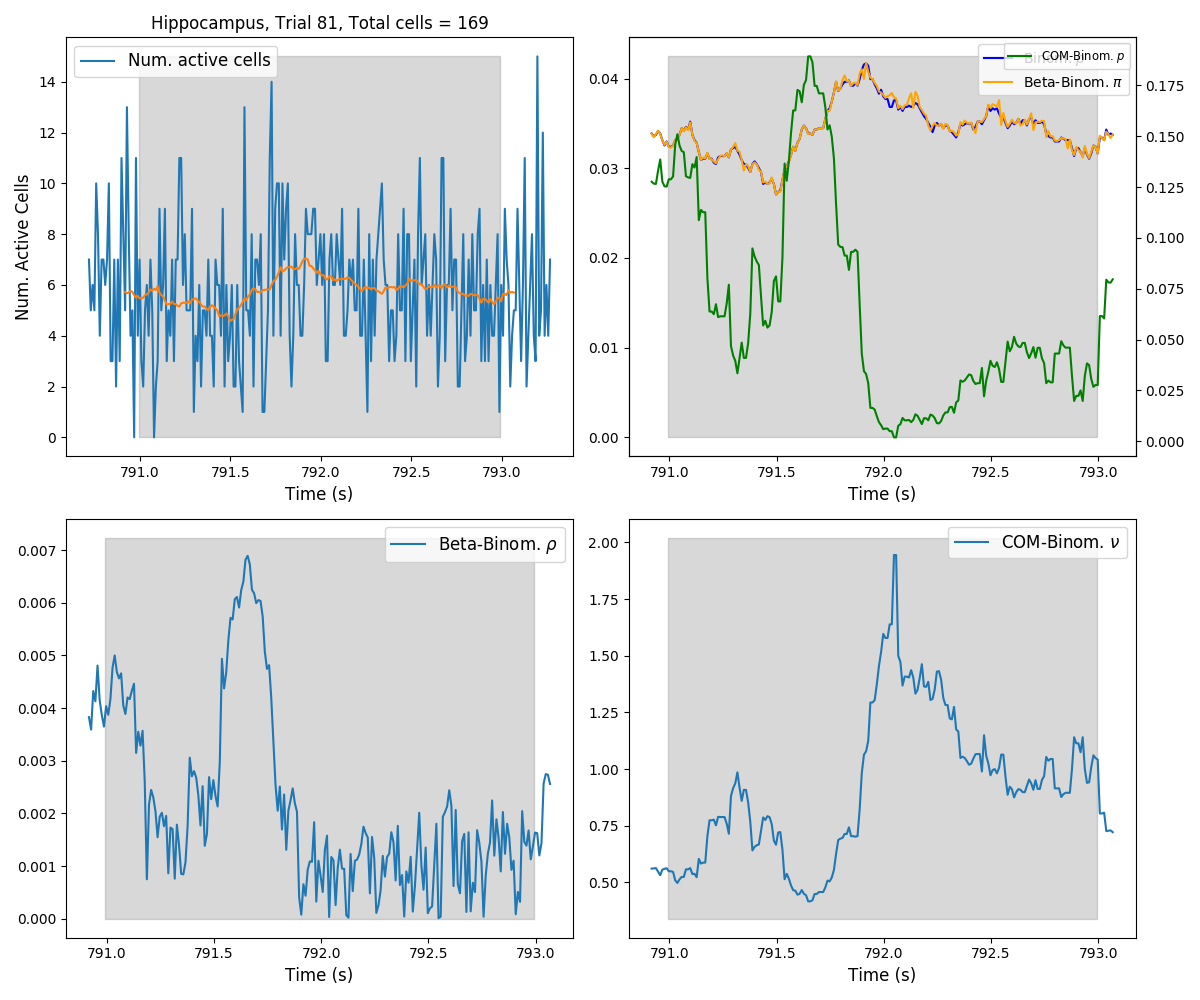 Hippocampus, Trial 81, Total cells = 169
Num. active cells
Num. Active Cells
14
12
10
8
6
4
2
0
791.0 791.5 792.0 792.5 793.0
Time (s)
COM-Binom. p
Beta-Binom. π
0.04
0.03
0.02
0.01
0.00
0.175
0.150
0.125
0.100
0.075
0.050
0.025
0.000
791.0 791.5 792.0 792.5 793.0
Time (s)
Beta-Binom. ρ
0.007
0.006
0.005
0.004
0.003
0.002
0.001
0.000
791.0 791.5 792.0 792.5 793.0
Time (s)
COM-Binom. ν
2.00
1.75
1.50
1.25
1.00
0.75
0.50
791.0 791.5 792.0 792.5 793.0
Time (s)